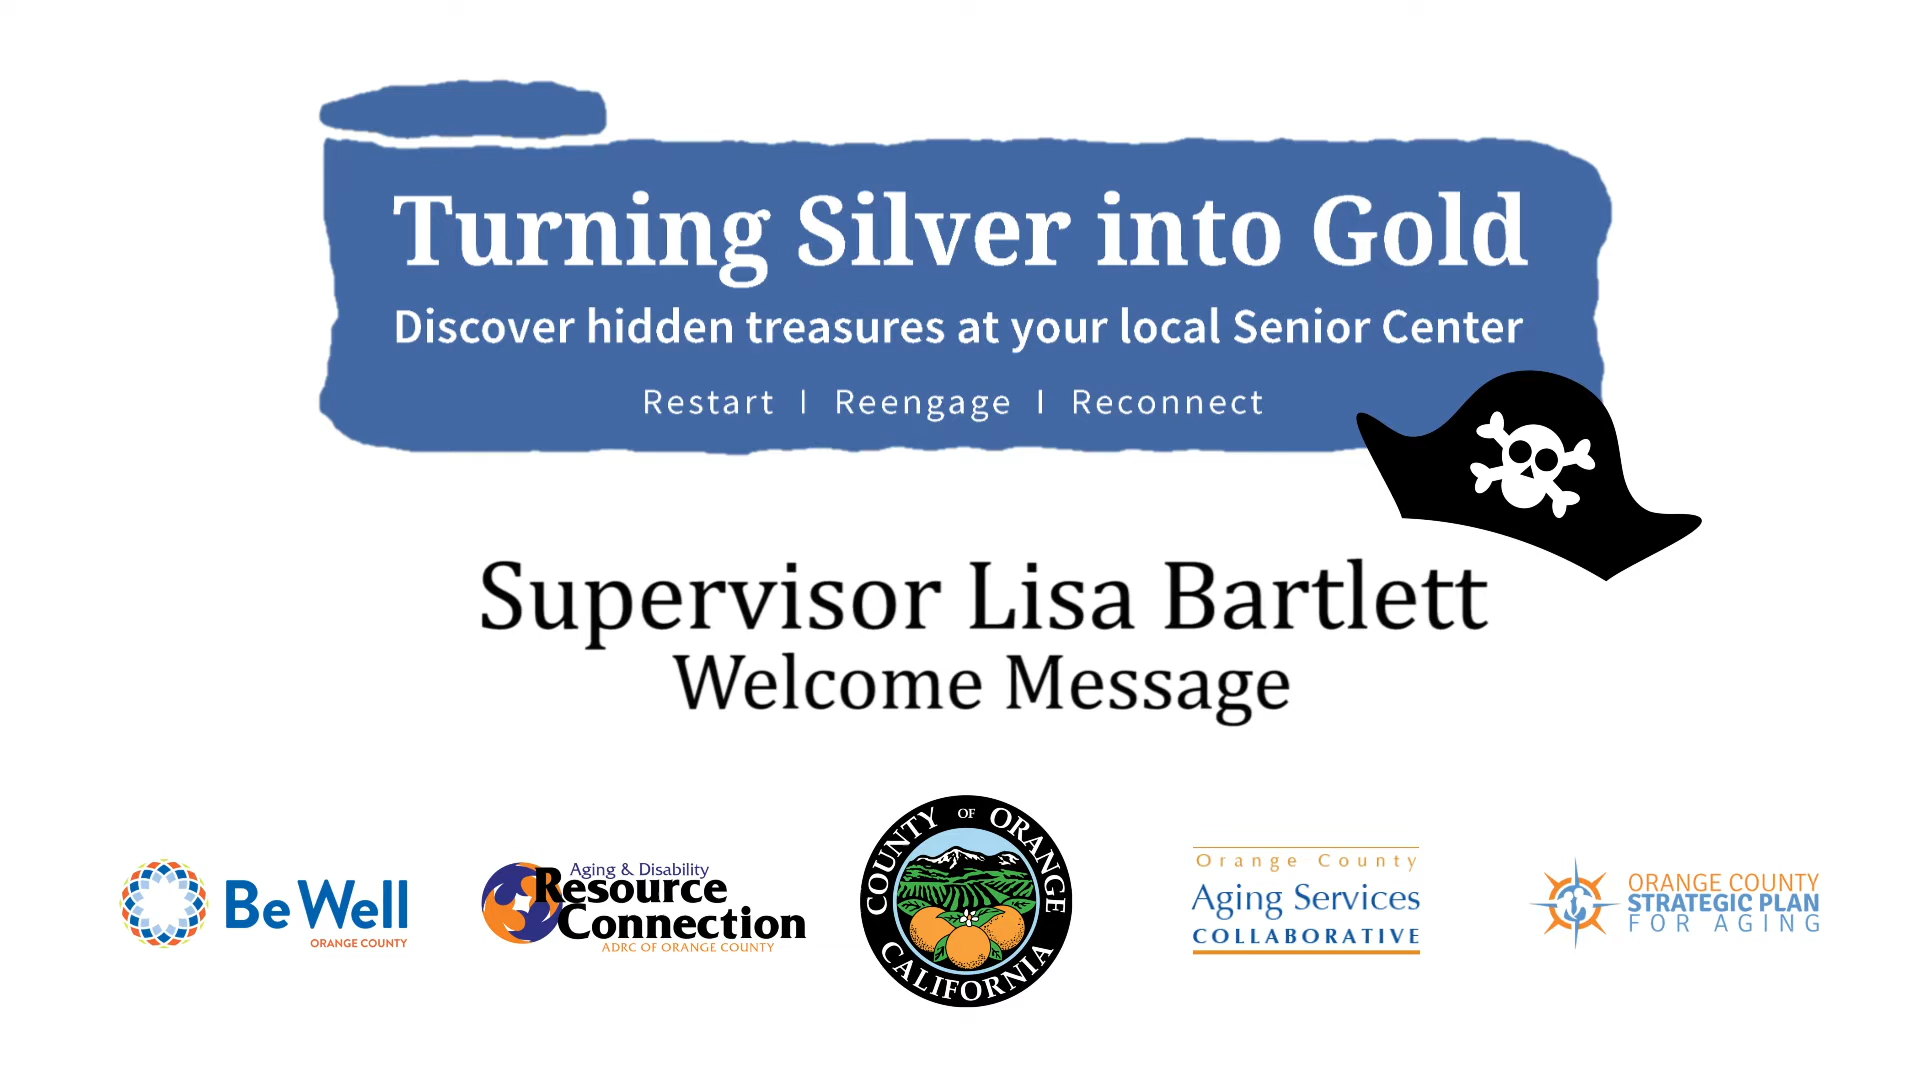 Turning Silver into Gold
Discover hidden treasures at your local Senior Center
Restart | Reengage | Reconnect
Supervisor Lisa Bartlett
Welcome Message
Be Well
ORANGE COUNTY
Aging & Disability
Resource
Connection
ADRC OF ORANGE COUNTY
COUNTY OF ORANGE
CALIFORNIA
Orange County
Aging Services
COLLABORATIVE
ORANGE COUNTY
STRATEGIC PLAN
FOR AGING